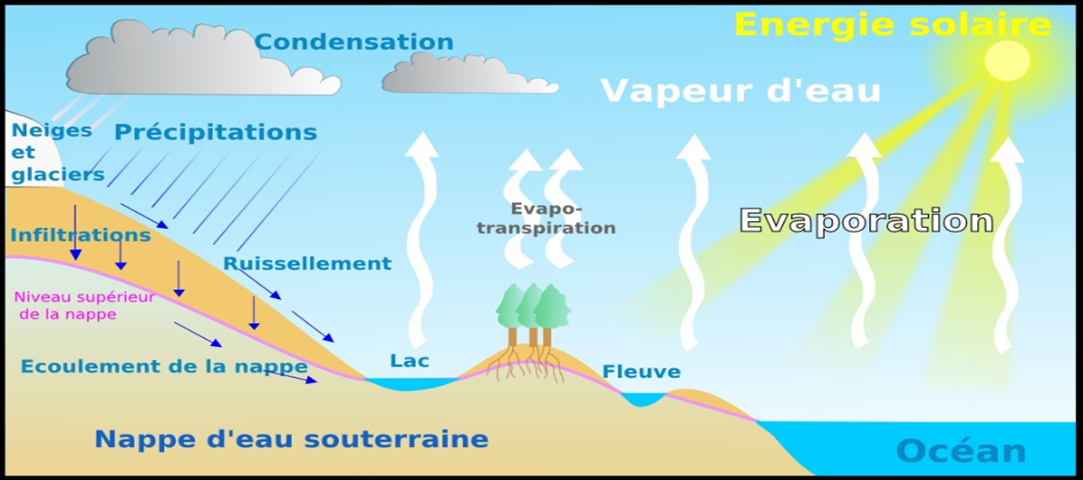 Energie solaire
Condensation
Vapeur d'eau
Neiges
et
glaciers
Précipitations
Evapo-
transpiration
Evaporation
Infiltrations
Ruissellement
Niveau supérieur
de la nappe
Ecoulement de la nappe
Lac
Fleuve
Nappe d'eau souterraine
Océan